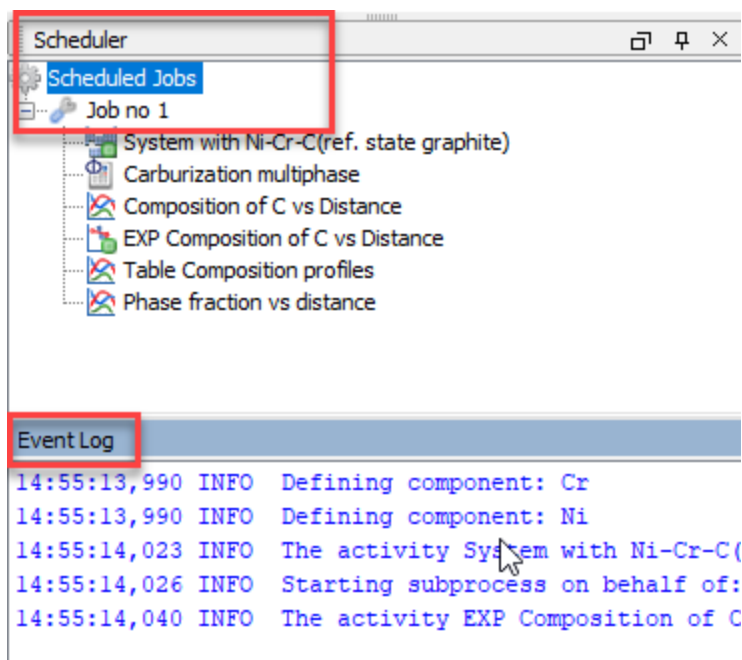 Scheduler
Scheduled Jobs
Job no 1
System with Ni-Cr-C(ref. state graphite)
Carburization multiphase
Composition of C vs Distance
EXP Composition of C vs Distance
Table Composition profiles
Phase fraction vs distance
Event Log
14:55:13,990 INFO Defining component: Cr
14:55:13,990 INFO Defining component: Ni
14:55:14,023 INFO The activity System with Ni-Cr-C(
14:55:14,026 INFO Starting subprocess on behalf of:
14:55:14,040 INFO The activity EXP Composition of C